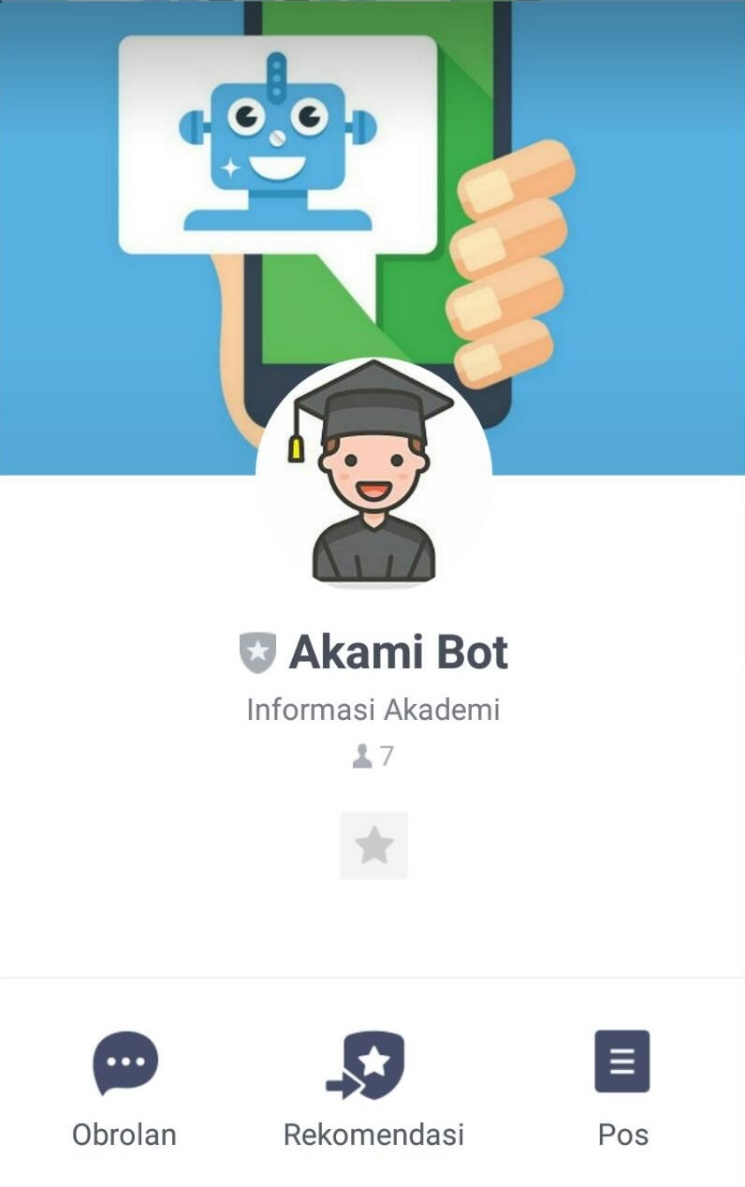 Akami Bot
Informasi Akademi
7
Obrolan
Rekomendasi
Pos